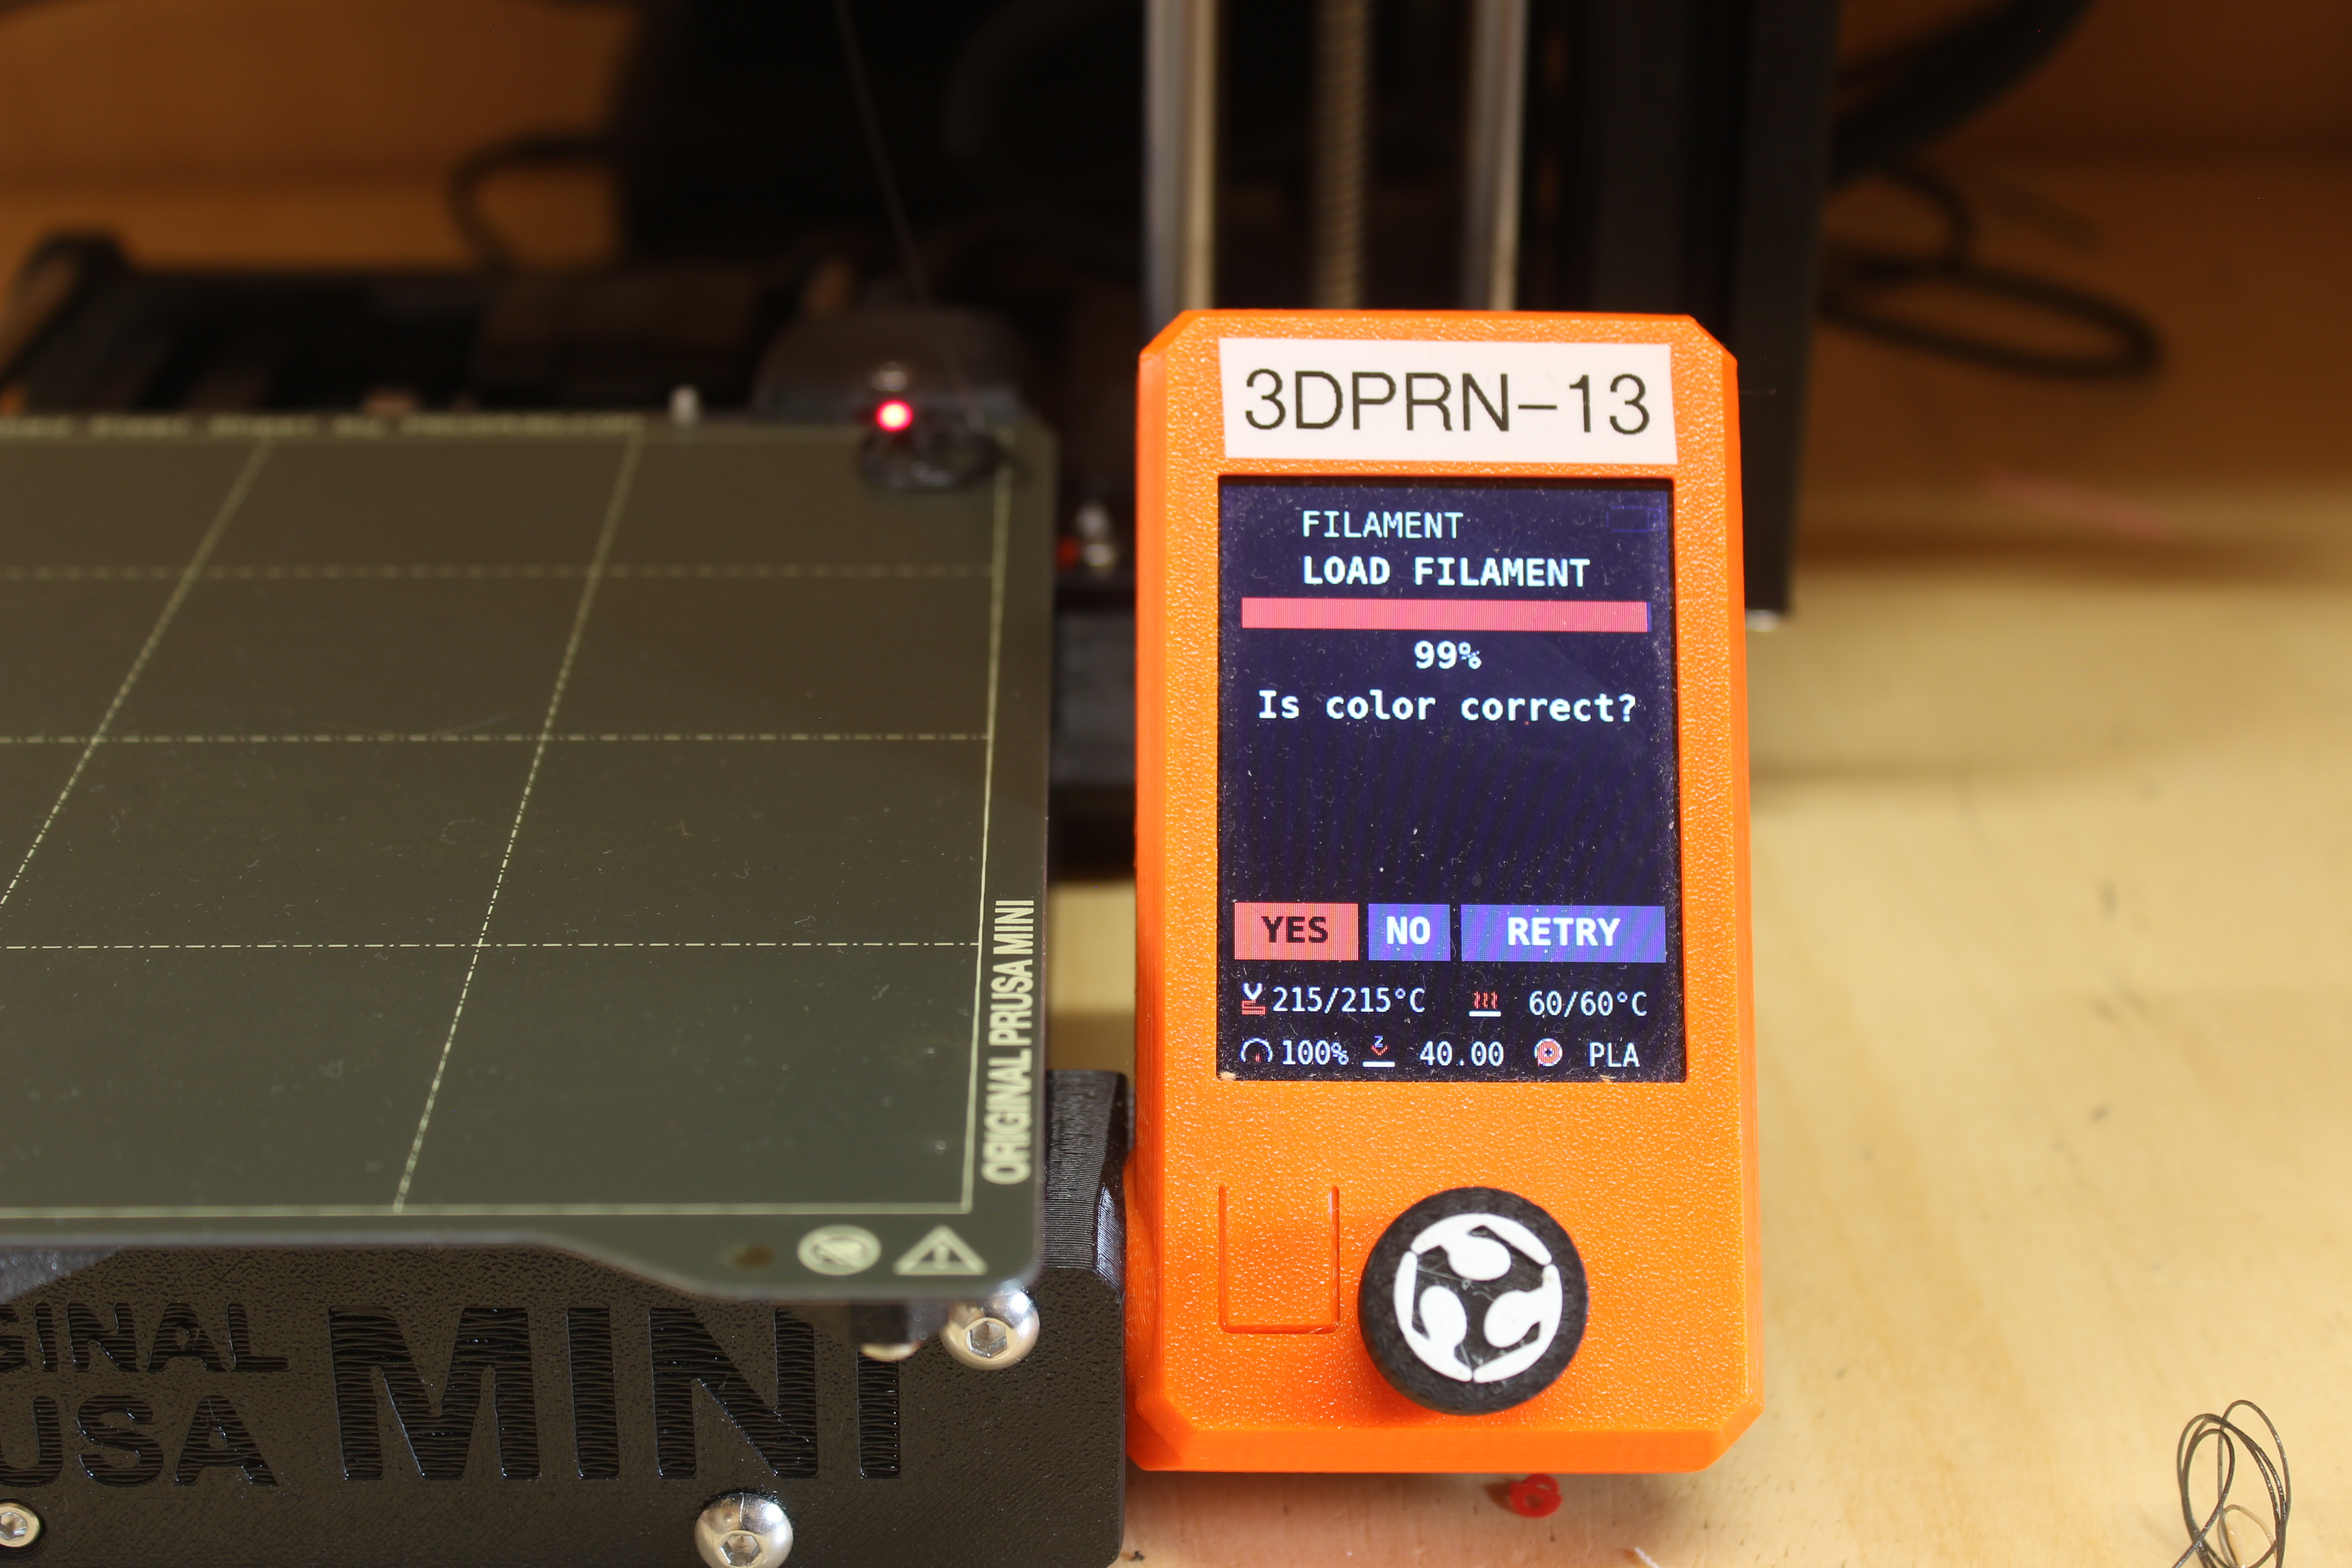 3DPRN-13
FILAMENT
LOAD FILAMENT
99%
Is color correct?
YES NO RETRY
215/215°C 60/60°C
100% 40.00 PLA
ORIGINAL PRUSA MINI
GINAL
USA
MINI